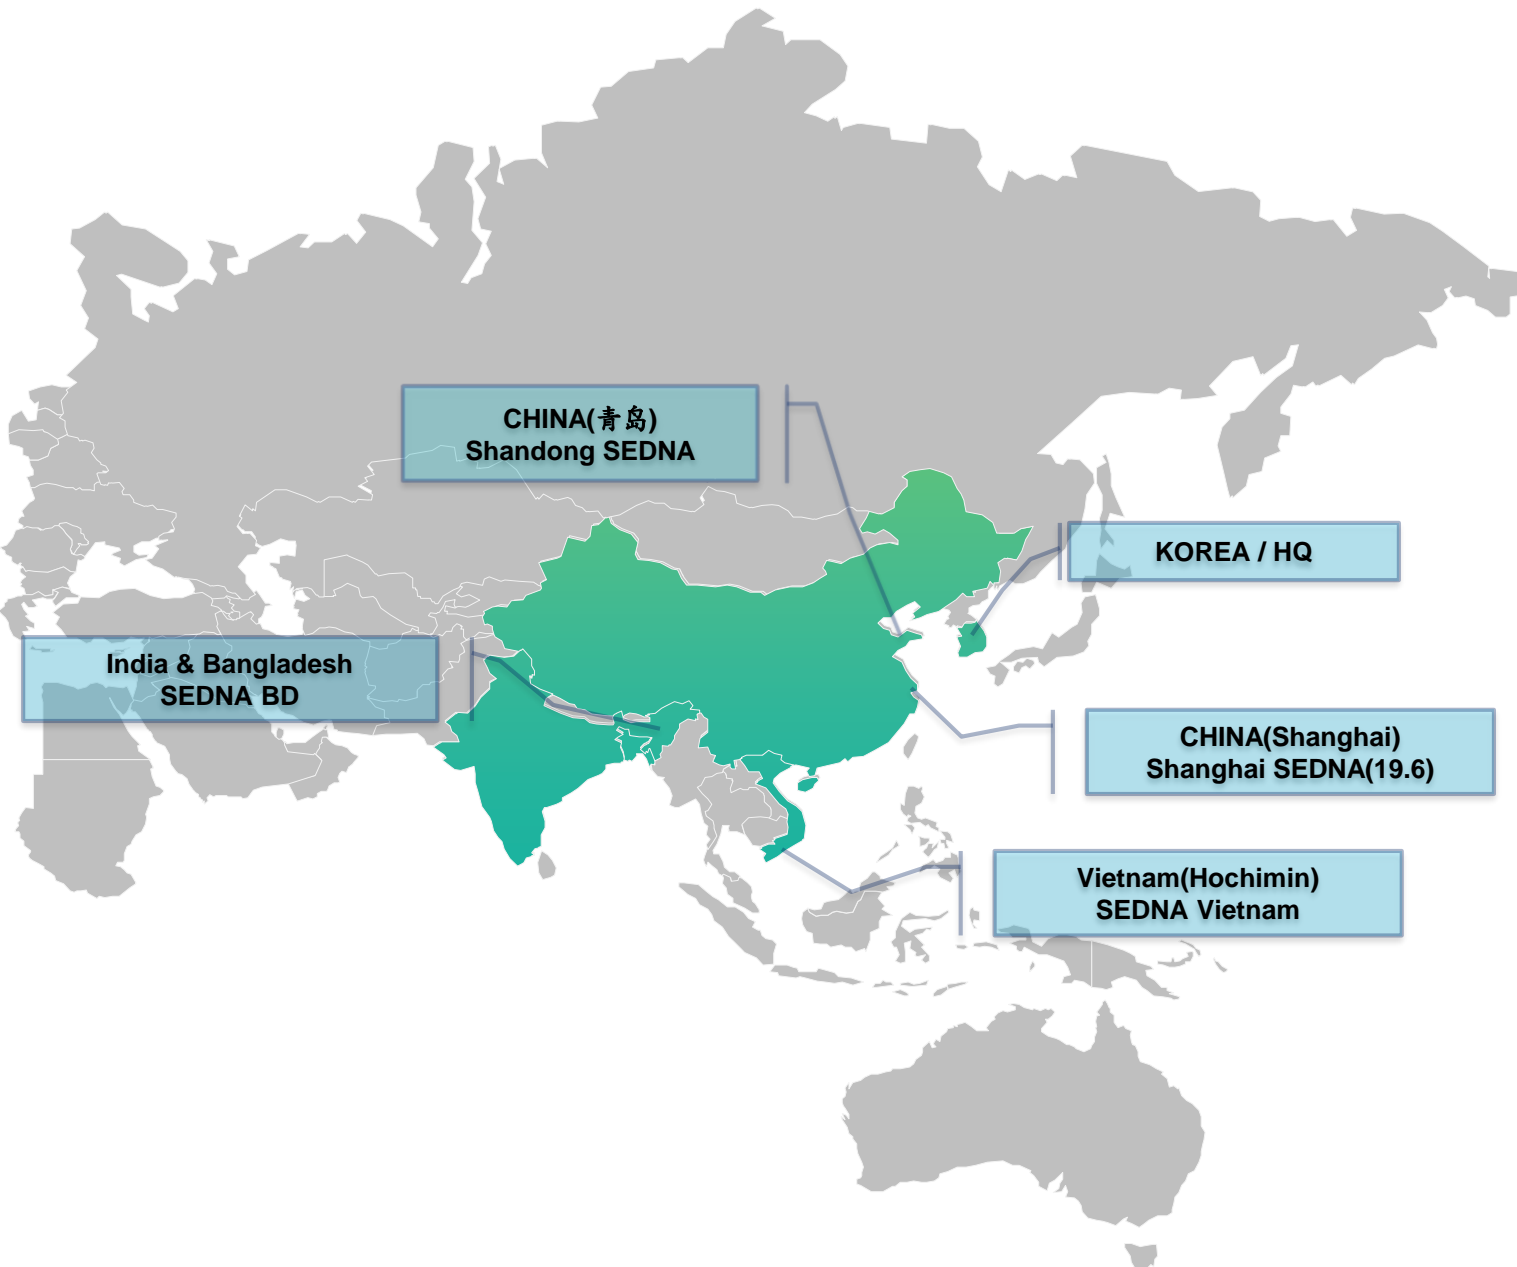 CHINA(青岛)
Shandong SEDNA
KOREA / HQ
India & Bangladesh
SEDNA BD
CHINA(Shanghai)
Shanghai SEDNA(19.6)
Vietnam(Hochimin)
SEDNA Vietnam